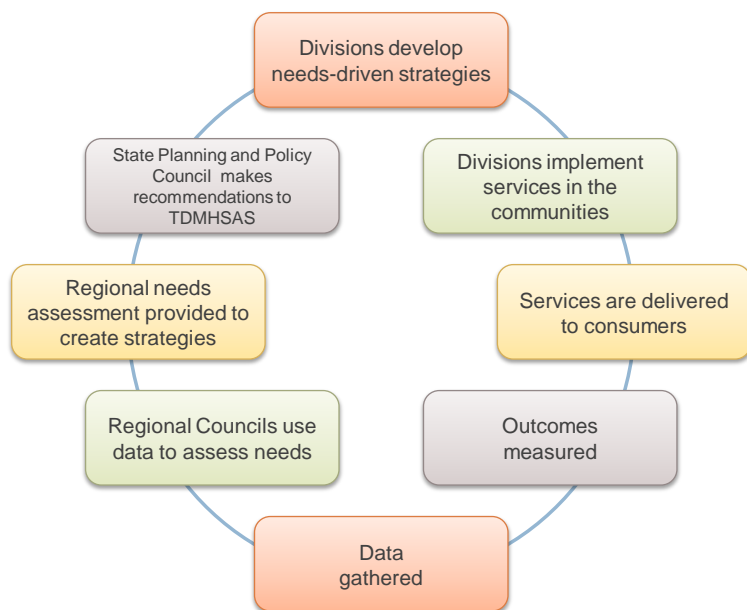 Divisions develop
needs-driven strategies
Divisions implement
services in the
communities
Services are delivered
to consumers
Outcomes
measured
Data
gathered
Regional Councils use
data to assess needs
Regional needs
assessment provided to
create strategies
State Planning and Policy
Council makes
recommendations to
TDMHSAS